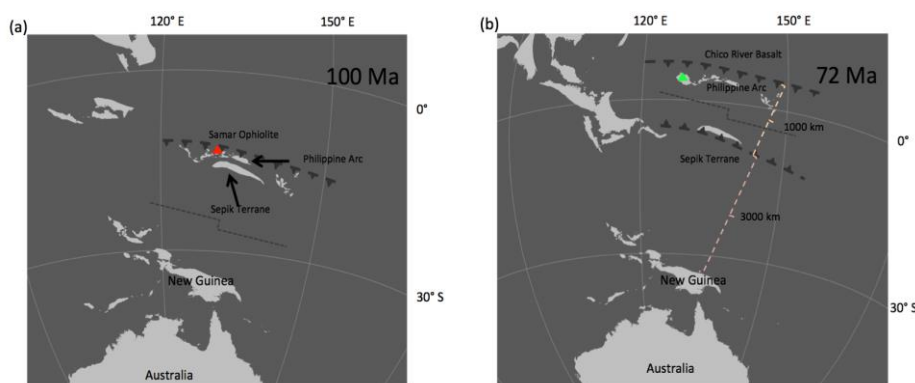 (a)
120° E
150° E
100 Ma
0°
Samar Ophiolite
Philippine Arc
Sepik Terrane
New Guinea
30° S
Australia
(b)
120° E
150° E
Chico River Basalt
72 Ma
Philippine Arc
1000 km
0°
Sepik Terrane
3000 km
New Guinea
30° S
Australia